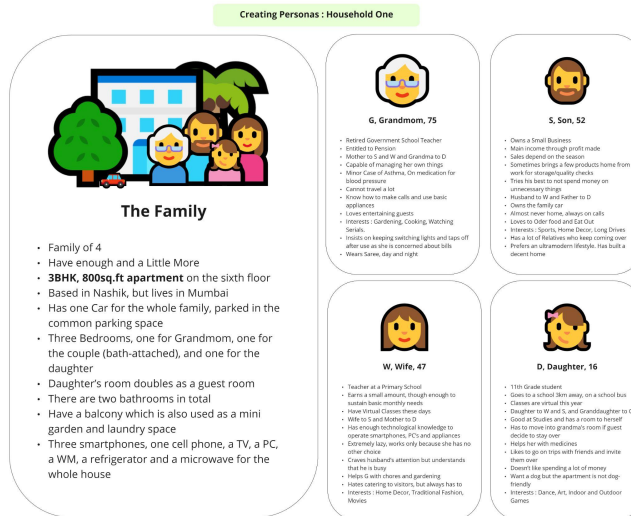 Creating Personas : Household One
The Family
• Family of 4
• Have enough and a Little More
• 3BHK, 800sq.ft apartment on the sixth floor
• Based in Nashik, but lives in Mumbai
• Has one Car for the whole family, parked in the
common parking space
• Three Bedrooms, one for Grandmom, one for
the couple (bath-attached), and one for the
daughter
• Daughter's room doubles as a guest room
• There are two bathrooms in total
• Have a balcony which is also used as a mini
garden and laundry space
• Three smartphones, one cell phone, a TV, a PC,
a WM, a refrigerator and a microwave for the
whole house
G, Grandmom, 75
• Retired Government School Teacher
• Entitled to Pension
• Mother to S and W and Grandma to D
• Capable of managing her own things
• Minor Case of Asthma, On medication for
blood pressure
• Cannot travel a lot
• Know how to make calls and use basic
appliances
• Loves entertaining guests
• Interests : Gardening, Cooking, Watching
Serials.
• Insists on keeping switching lights and taps off
after use as she is concerned about bills
• Wears Saree, day and night
S, Son, 52
• Owns a Small Business
• Main income through profit made
• Sales depend on the season
• Sometimes brings a few products home from
work for storage/quality checks
• Tries his best to not spend money on
unnecessary things
• Husband to W and Father to D
• Owns the family car
• Almost never home, always on calls
• Loves to Oder food and Eat Out
• Interests : Sports, Home Decor, Long Drives
• Has a lot of Relatives who keep coming over
• Prefers an ultramodern lifestyle. Has built a
decent home
W, Wife, 47
• Teacher at a Primary School
• Earns a small amount, though enough to
sustain basic monthly needs
• Have Virtual Classes these days
• Wife to S and Mother to D
• Has enough technological knowledge to
operate smartphones, PC's and appliances
• Extremely lazy, works only because she has no
other choice
• Craves husband's attention but understands
that he is busy
• Helps G with chores and gardening
• Hates catering to visitors, but always has to
• Interests : Home Decor, Traditional Fashion,
Movies
D, Daughter, 16
• 11th Grade student
• Goes to a school 3km away, on a school bus
• Classes are virtual this year
• Daughter to W and S, and Granddaughter to
• Good at Studies and has a room to herself
• Has to move into grandma's room if guest
decide to stay over
• Helps her with medicines
• Likes to go on trips with friends and invite
them over
• Doesn't like spending a lot of money
• Want a dog but the apartment is not dog-
friendly
• Interests : Dance, Art, Indoor and Outdoor
Games